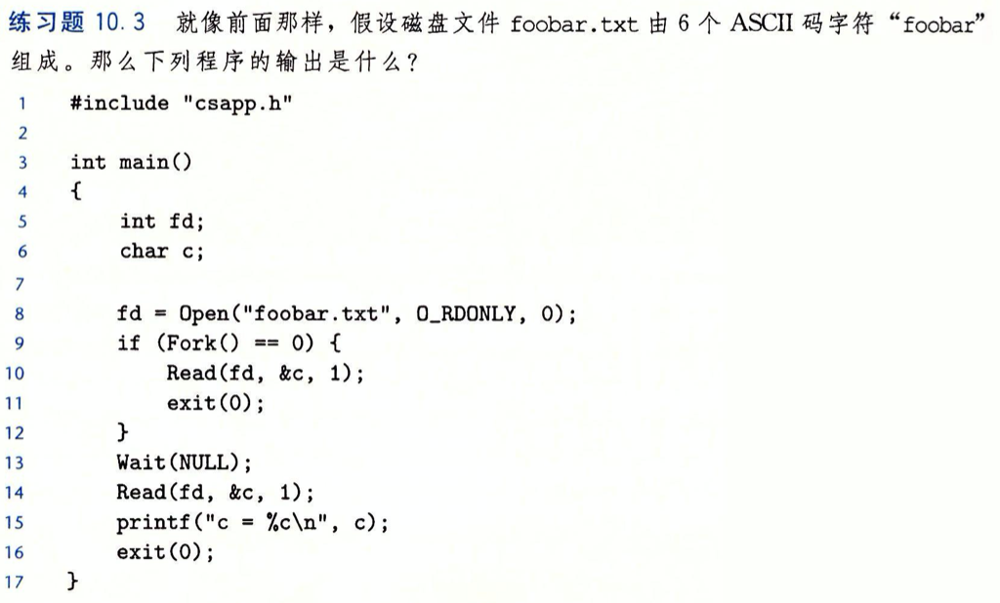 练习题 10.3 就像前面那样，假设磁盘文件 foobar.txt 由 6 个 ASCII 码字符“foobar”
组成。那么下列程序的输出是什么？
1 #include "csapp.h"
2
3 int main()
4 {
5 int fd;
6 char c;
7
8 fd = Open("foobar.txt", O_RDONLY, 0);
9 if (Fork() == 0) {
10 Read(fd, &c, 1);
11 exit(0);
12 }
13 Wait(NULL);
14 Read(fd, &c, 1);
15 printf("c = %c\n", c);
16 exit(0);
17 }